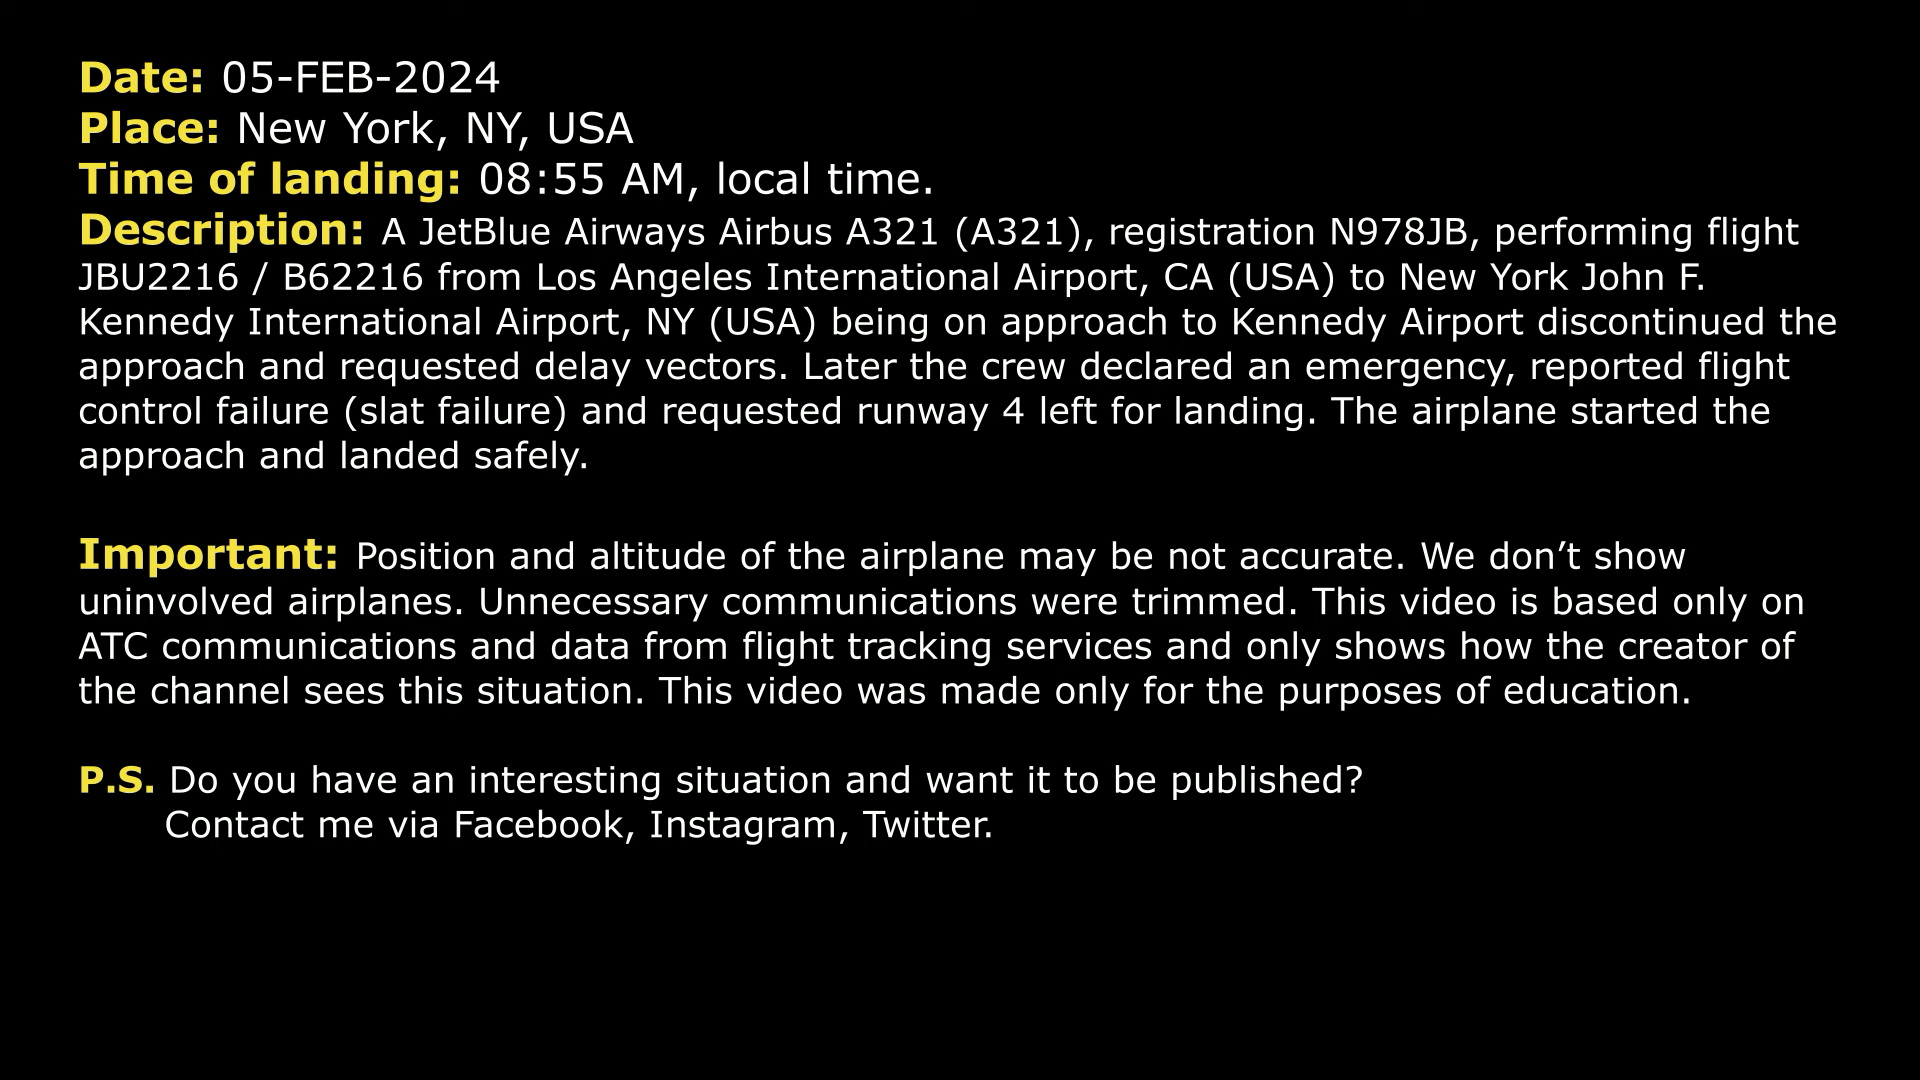 Date: 05-FEB-2024
Place: New York, NY, USA
Time of landing: 08:55 AM, local time.
Description: A JetBlue Airways Airbus A321 (A321), registration N978JB, performing flight
JBU2216 / B62216 from Los Angeles International Airport, CA (USA) to New York John F.
Kennedy International Airport, NY (USA) being on approach to Kennedy Airport discontinued the
approach and requested delay vectors. Later the crew declared an emergency, reported flight
control failure (slat failure) and requested runway 4 left for landing. The airplane started the
approach and landed safely.
Important: Position and altitude of the airplane may be not accurate. We don’t show
uninvolved airplanes. Unnecessary communications were trimmed. This video is based only on
ATC communications and data from flight tracking services and only shows how the creator of
the channel sees this situation. This video was made only for the purposes of education.
P.S. Do you have an interesting situation and want it to be published?
Contact me via Facebook, Instagram, Twitter.